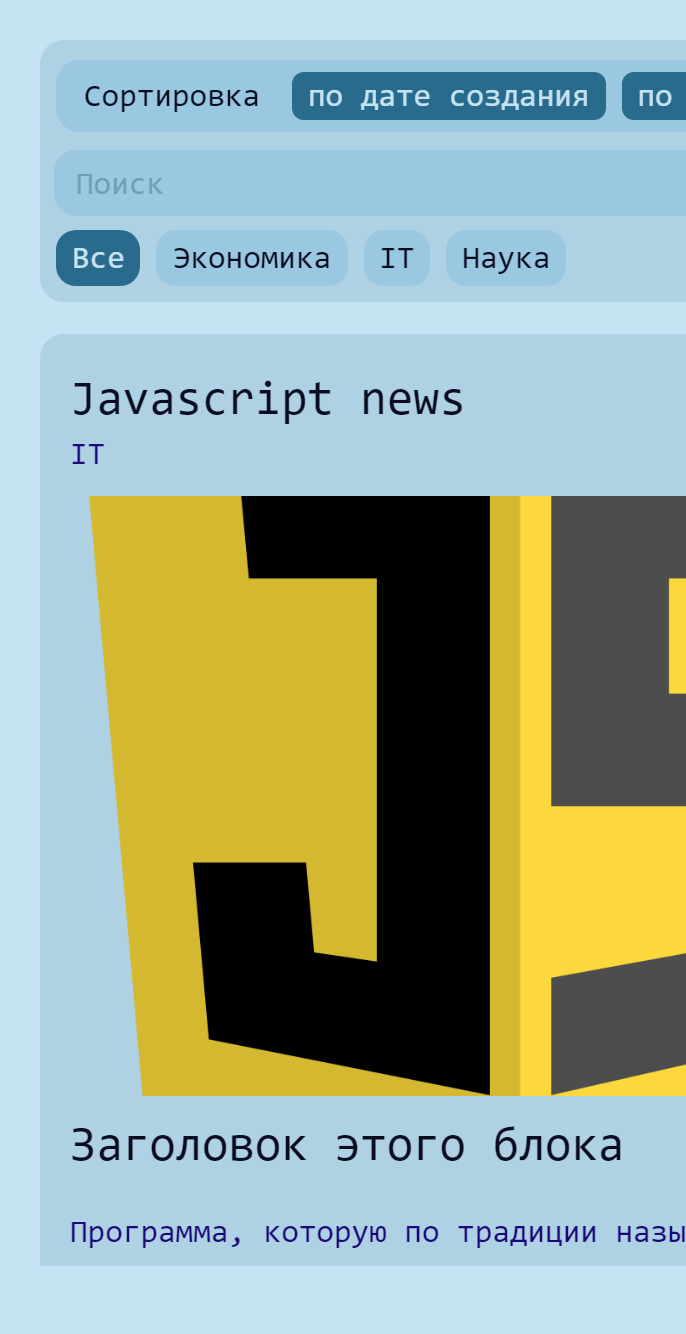 Сортировка по дате создания по
Поиск
Все Экономика IT Наука
Javascript news
IT
JS
Заголовок этого блока
Программа, которую по традиции назы